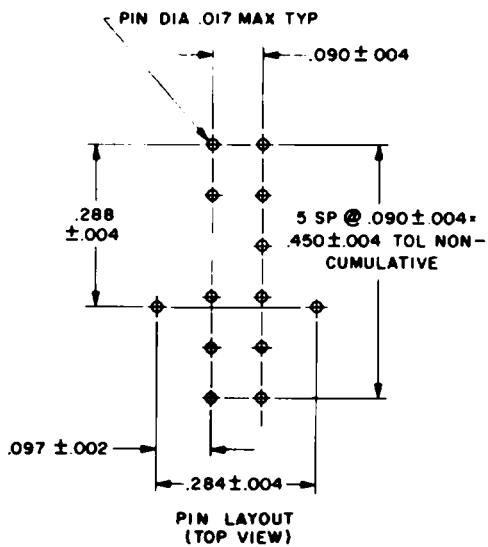 PIN DIA .017 MAX TYP
.090 ± .004
.288
±.004
5 SP @ .090±.004=
.450±.004 TOL NON-
CUMULATIVE
.097 ±.002
.284±.004
PIN LAYOUT
(TOP VIEW)